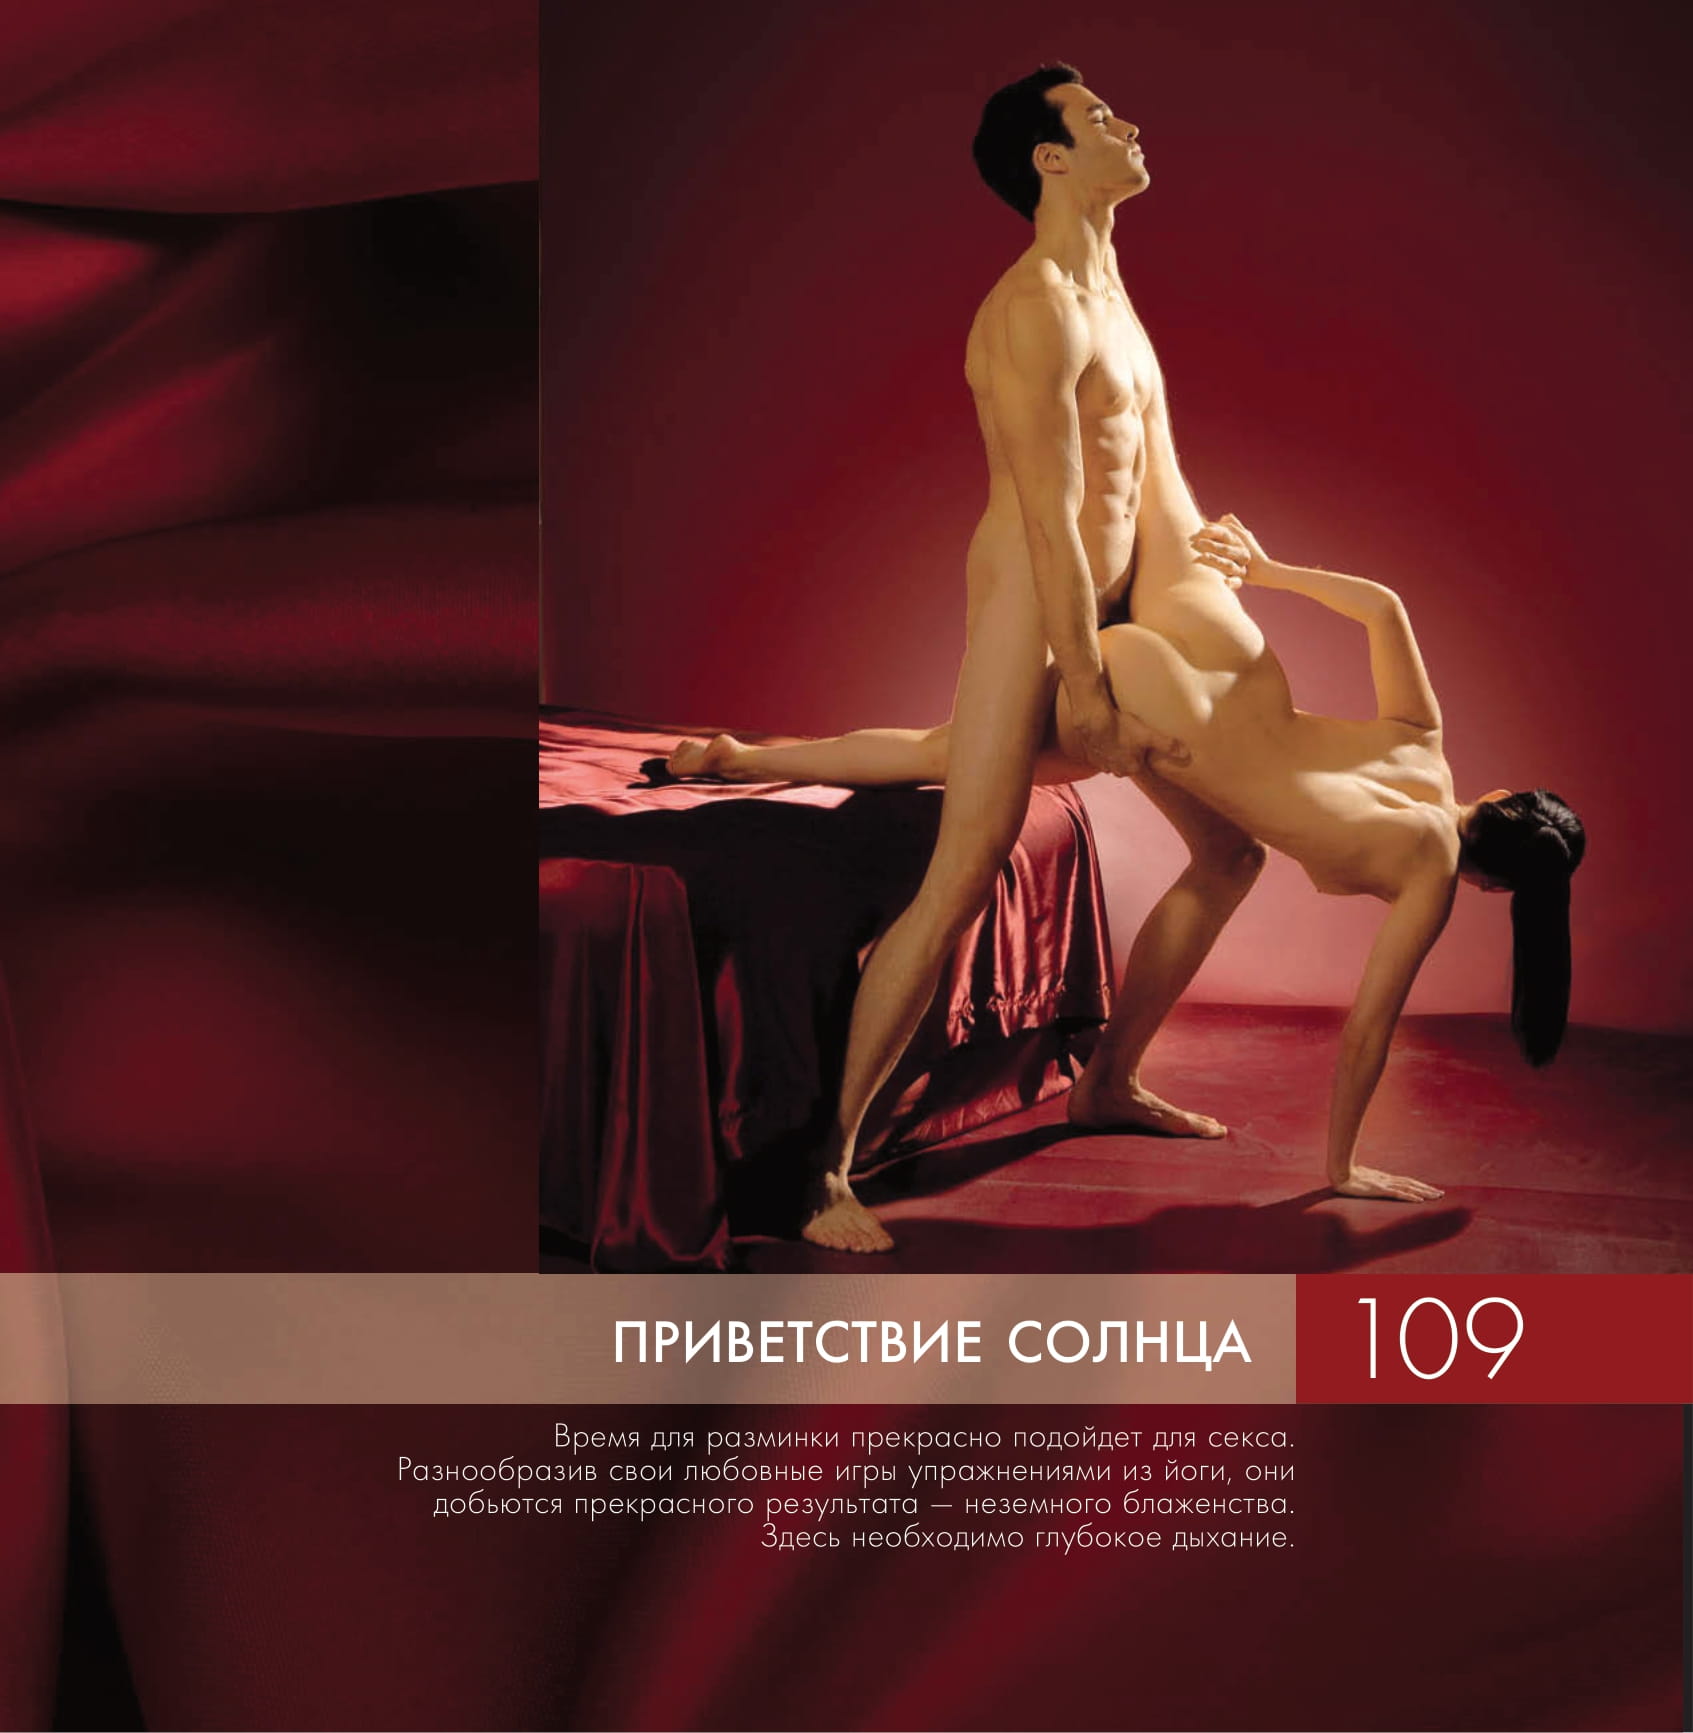 ПРИВЕТСТВИЕ СОЛНЦА 109
Время для разминки прекрасно подойдет для секса.
Разнообразив свои любовные игры упражнениями из йоги, они
добьются прекрасного результата — неземного блаженства.
Здесь необходимо глубокое дыхание.